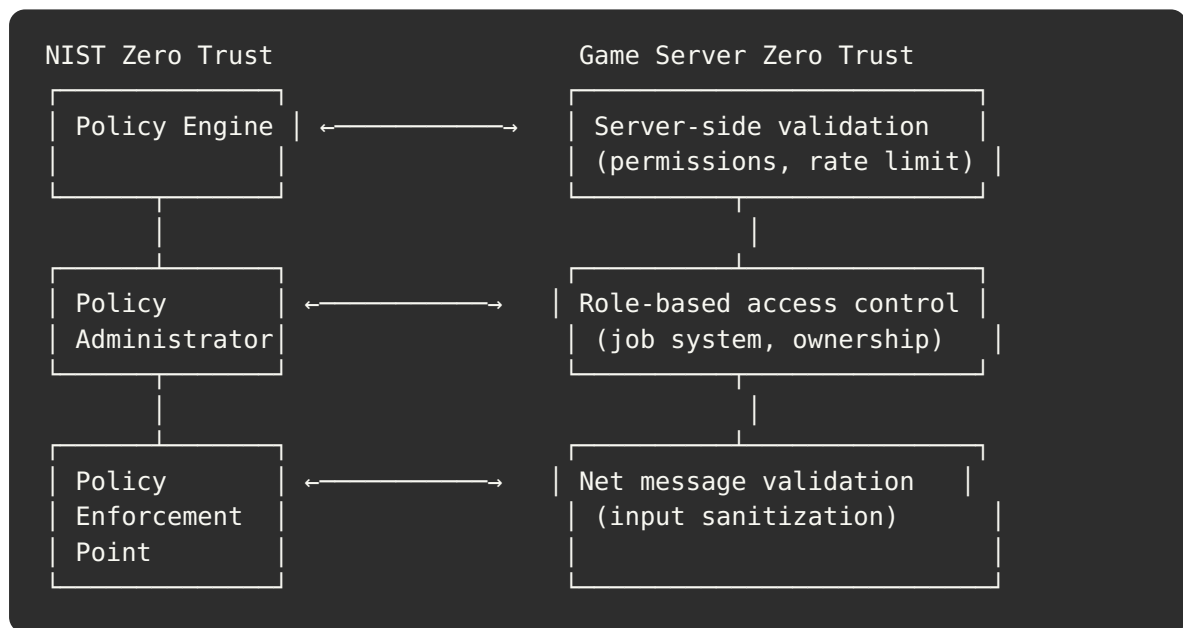 NIST Zero Trust
Game Server Zero Trust
Policy Engine ←→ Server-side validation
(permissions, rate limit)
Policy ←→ Role-based access control
Administrator (job system, ownership)
Policy ←→ Net message validation
Enforcement (input sanitization)
Point